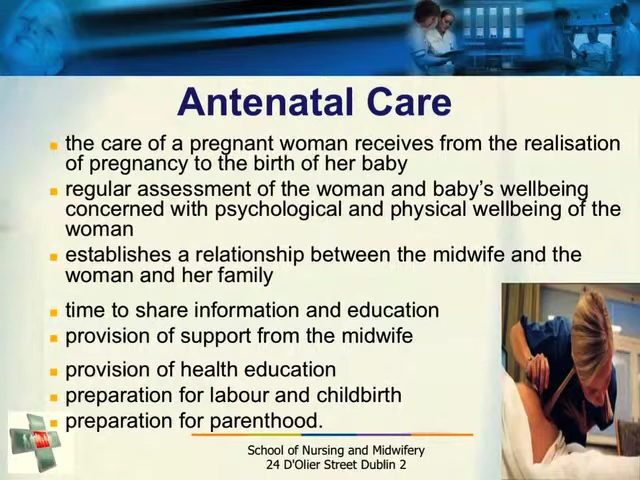 Antenatal Care
the care of a pregnant woman receives from the realisation
of pregnancy to the birth of her baby
regular assessment of the woman and baby's wellbeing
concerned with psychological and physical wellbeing of the
woman
establishes a relationship between the midwife and the
woman and her family
time to share information and education
provision of support from the midwife
provision of health education
preparation for labour and childbirth
preparation for parenthood.
School of Nursing and Midwifery
24 D'Olier Street Dublin 2